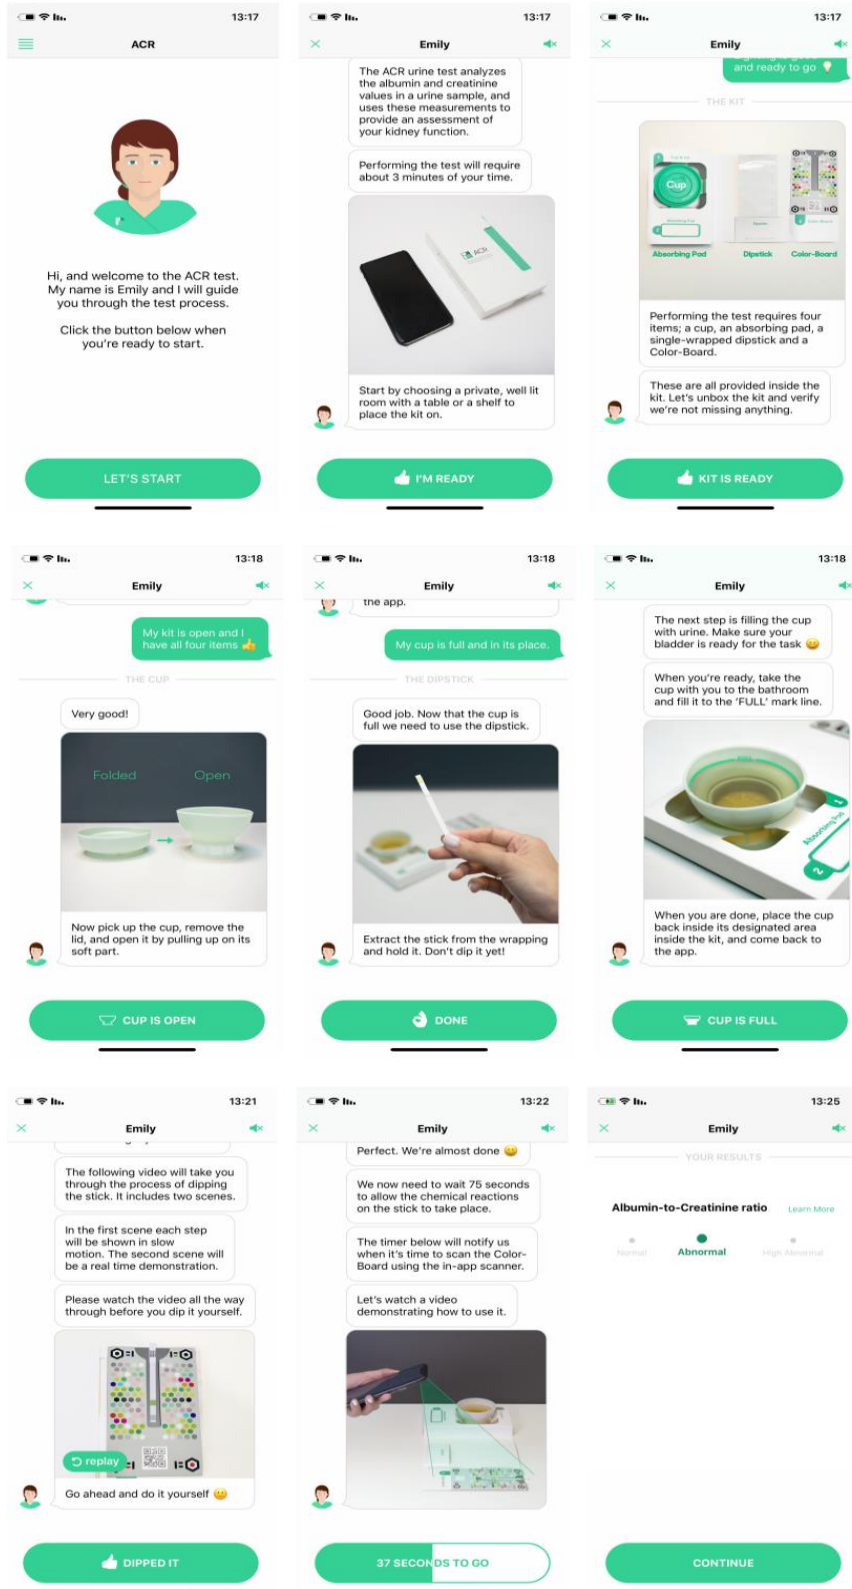 13:17
ACR
Hi, and welcome to the ACR test.
My name is Emily and I will guide
you through the test process.
Click the button below when
you're ready to start.
LET'S START
13:17
Emily
The ACR urine test analyzes
the albumin and creatinine
values in a urine sample, and
uses these measurements to
provide an assessment of
your kidney function.
Performing the test will require
about 3 minutes of your time.
ACR
Start by choosing a private, well lit
room with a table or a shelf to
place the kit on.
I'M READY
13:17
Emily
and ready to go
THE KIT
Cup
Absorbing Pad
Absorbing Pad
Dipstick
Color-Board
Performing the test requires four
items; a cup, an absorbing pad, a
single-wrapped dipstick and a
Color-Board.
These are all provided inside the
kit. Let's unbox the kit and verify
we're not missing anything.
KIT IS READY
13:18
Emily
My kit is open and I
have all four items
THE CUP
Very good!
Folded
Open
Now pick up the cup, remove the
lid, and open it by pulling up on its
soft part.
CUP IS OPEN
13:18
Emily
the app.
My cup is full and in its place.
THE DIPSTICK
Good job. Now that the cup is
full we need to use the dipstick.
Extract the stick from the wrapping
and hold it. Don't dip it yet!
DONE
13:18
Emily
The next step is filling the cup
with urine. Make sure your
bladder is ready for the task
When you're ready, take the
cup with you to the bathroom
and fill it to the 'FULL' mark line.
FULL
1
Absorbing Pad
2
When you are done, place the cup
back inside its designated area
inside the kit, and come back to
the app.
CUP IS FULL
13:21
Emily
The following video will take you
through the process of dipping
the stick. It includes two scenes.
In the first scene each step
will be shown in slow
motion. The second scene will
be a real time demonstration.
Please watch the video all the way
through before you dip it yourself.
replay
Go ahead and do it yourself
DIPPED IT
13:22
Emily
Perfect. We're almost done
We now need to wait 75 seconds
to allow the chemical reactions
on the stick to take place.
The timer below will notify us
when it's time to scan the Color-
Board using the in-app scanner.
Let's watch a video
demonstrating how to use it.
37 SECONDS TO GO
13:25
Emily
YOUR RESULTS
Albumin-to-Creatinine ratio
Learn More
Normal
Abnormal
High Abnormal
CONTINUE